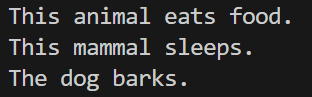 This animal eats food.
This mammal sleeps.
The dog barks.